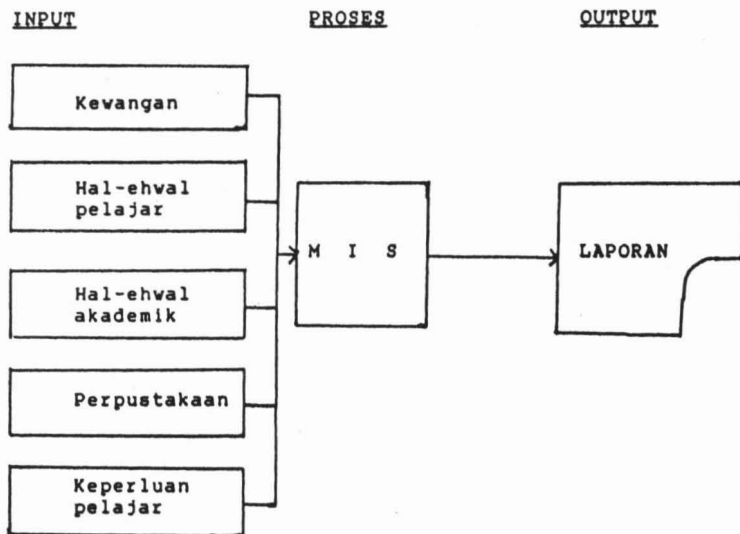 INPUT
PROSES
OUTPUT
Kewangan
Hal-ehwal
pelajar
Hal-ehwal
akademik
Perpustakaan
Keperluan
pelajar
M I S
LAPORAN